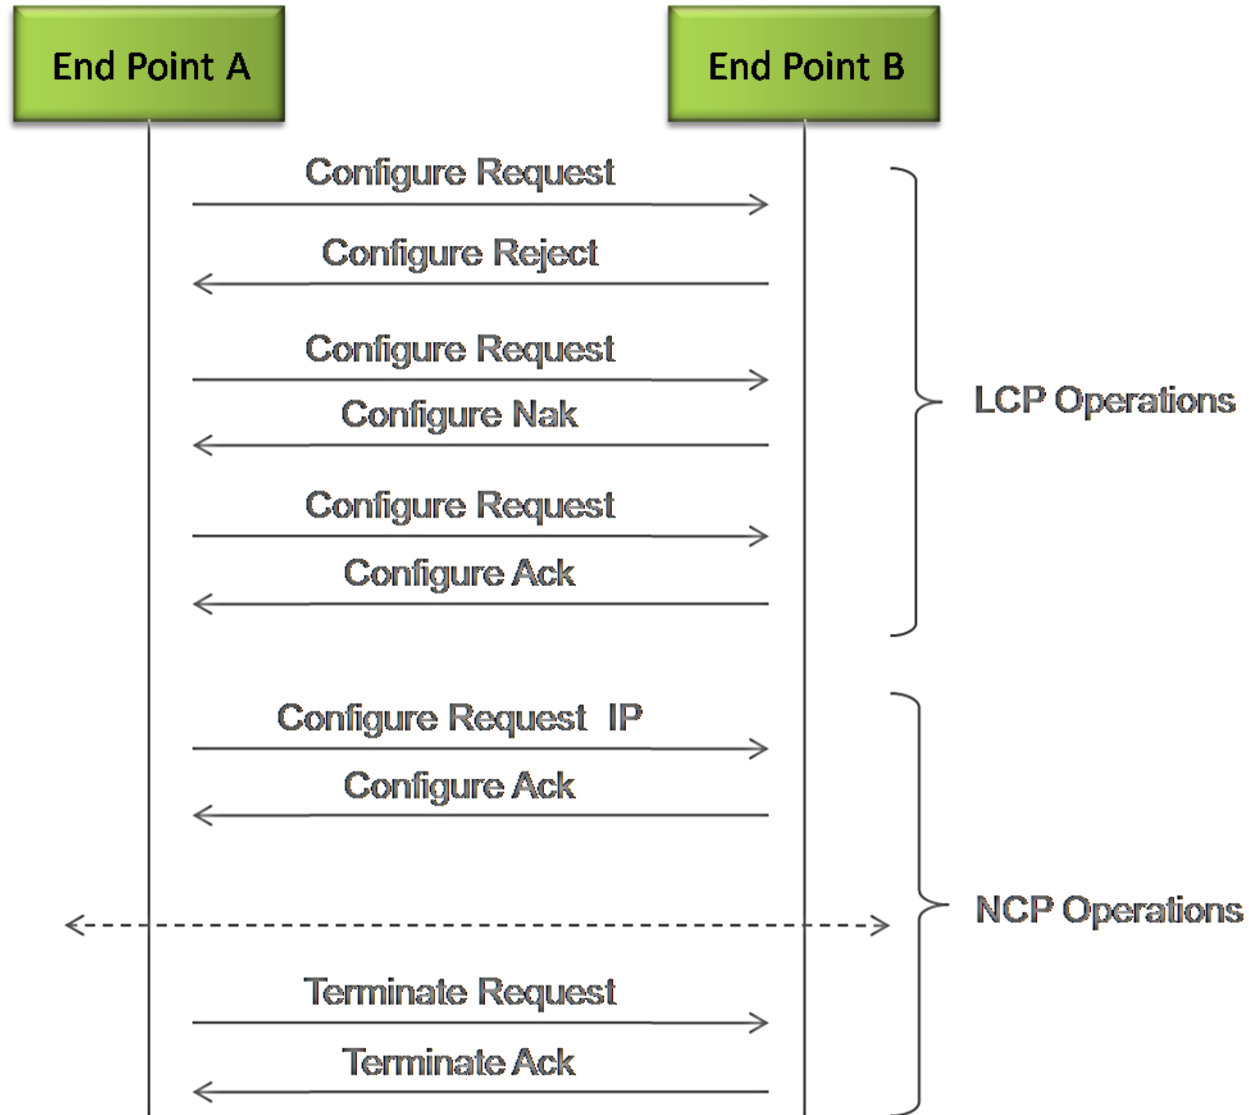 End Point A
End Point B
Configure Request
Configure Reject
Configure Request
Configure Nak
LCP Operations
Configure Request
Configure Ack
Configure Request IP
Configure Ack
NCP Operations
Terminate Request
Terminate Ack